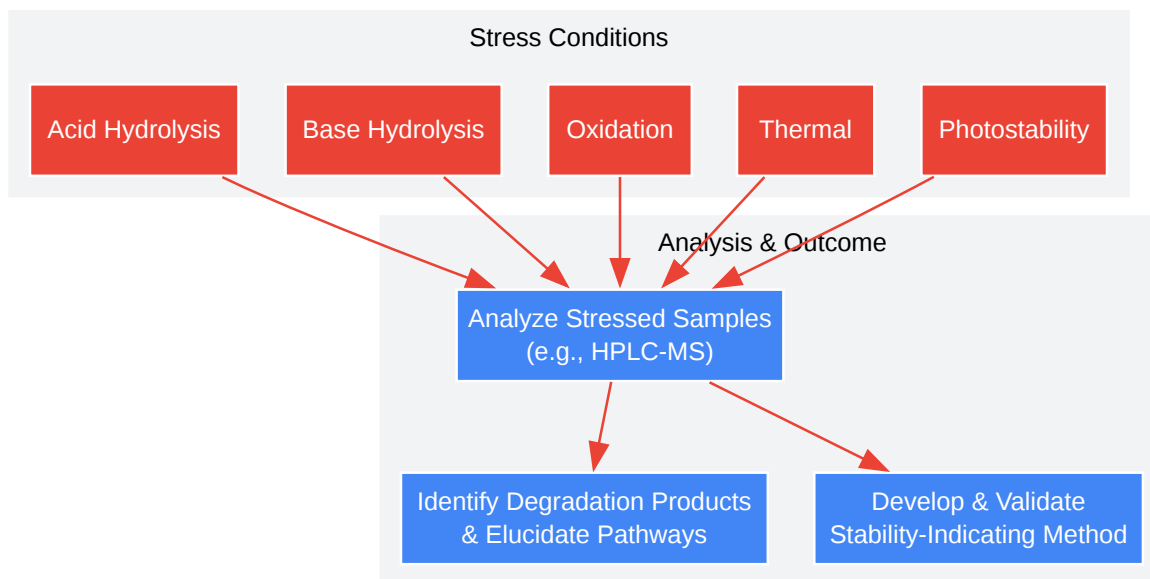 Stress Conditions
Acid Hydrolysis
Base Hydrolysis
Oxidation
Thermal
Photostability
Analysis & Outcome
Analyze Stressed Samples
(e.g., HPLC-MS)
Identify Degradation Products
& Elucidate Pathways
Develop & Validate
Stability-Indicating Method